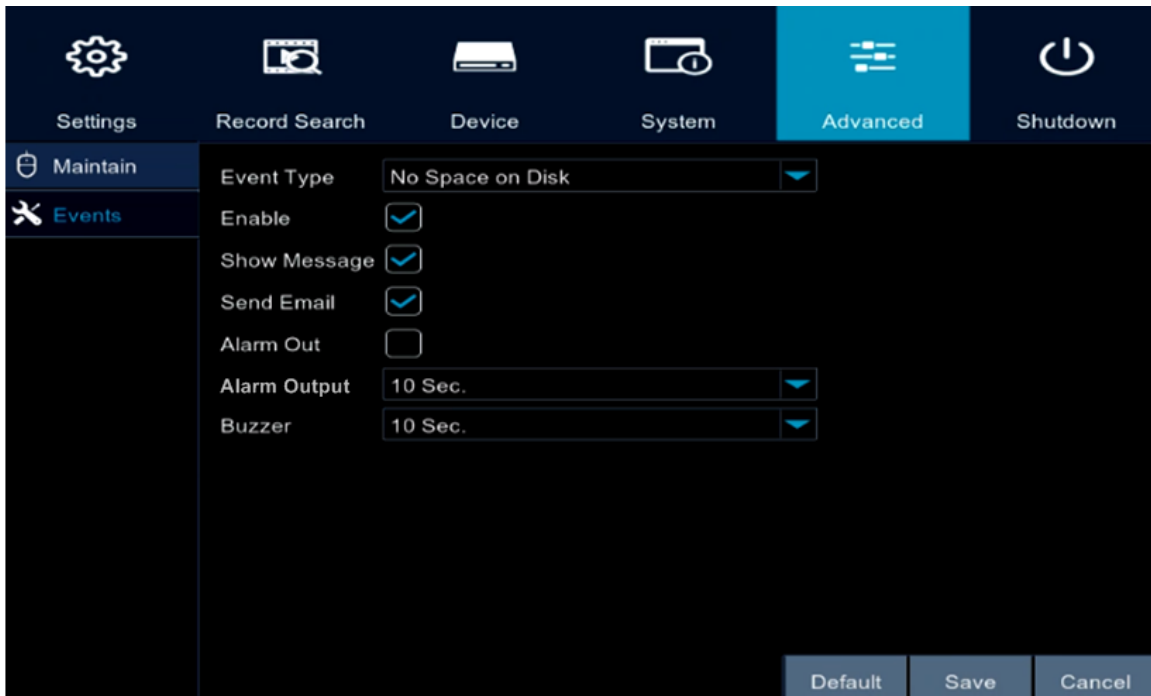 Settings Record Search Device System Advanced Shutdown
Maintain
Events
Event Type No Space on Disk
Enable
Show Message
Send Email
Alarm Out
Alarm Output 10 Sec.
Buzzer 10 Sec.
Default Save Cancel